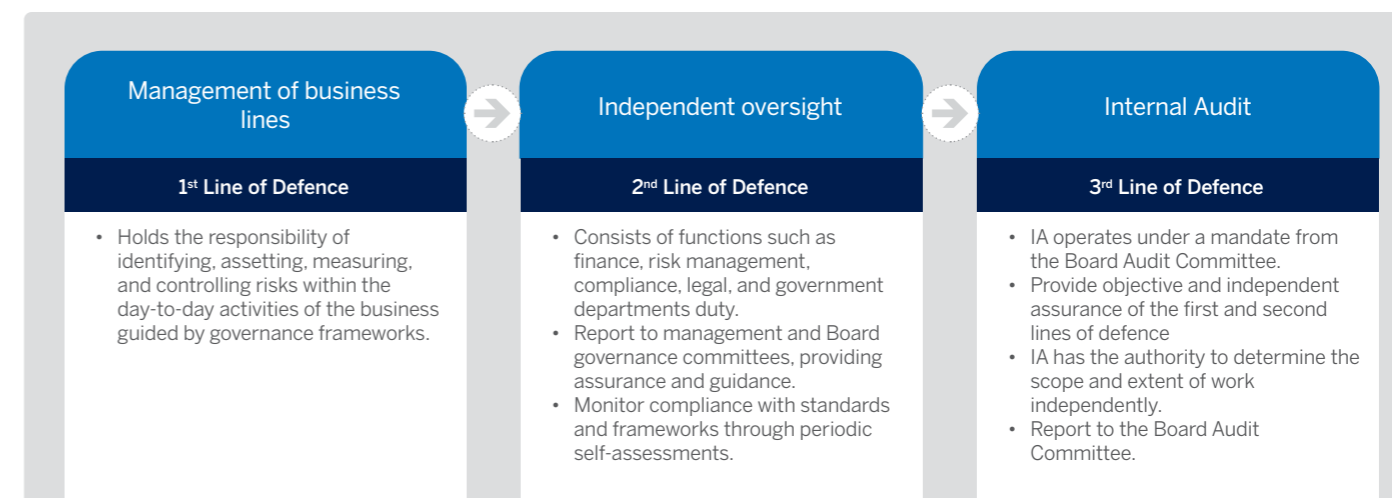 Management of business
lines
1st Line of Defence
• Holds the responsibility of
identifying, assetting, measuring,
and controlling risks within the
day-to-day activities of the business
guided by governance frameworks.
Independent oversight
2nd Line of Defence
• Consists of functions such as
finance, risk management,
compliance, legal, and government
departments duty.
• Report to management and Board
governance committees, providing
assurance and guidance.
• Monitor compliance with standards
and frameworks through periodic
self-assessments.
Internal Audit
3rd Line of Defence
• IA operates under a mandate from
the Board Audit Committee.
• Provide objective and independent
assurance of the first and second
lines of defence
• IA has the authority to determine the
scope and extent of work
independently.
• Report to the Board Audit
Committee.